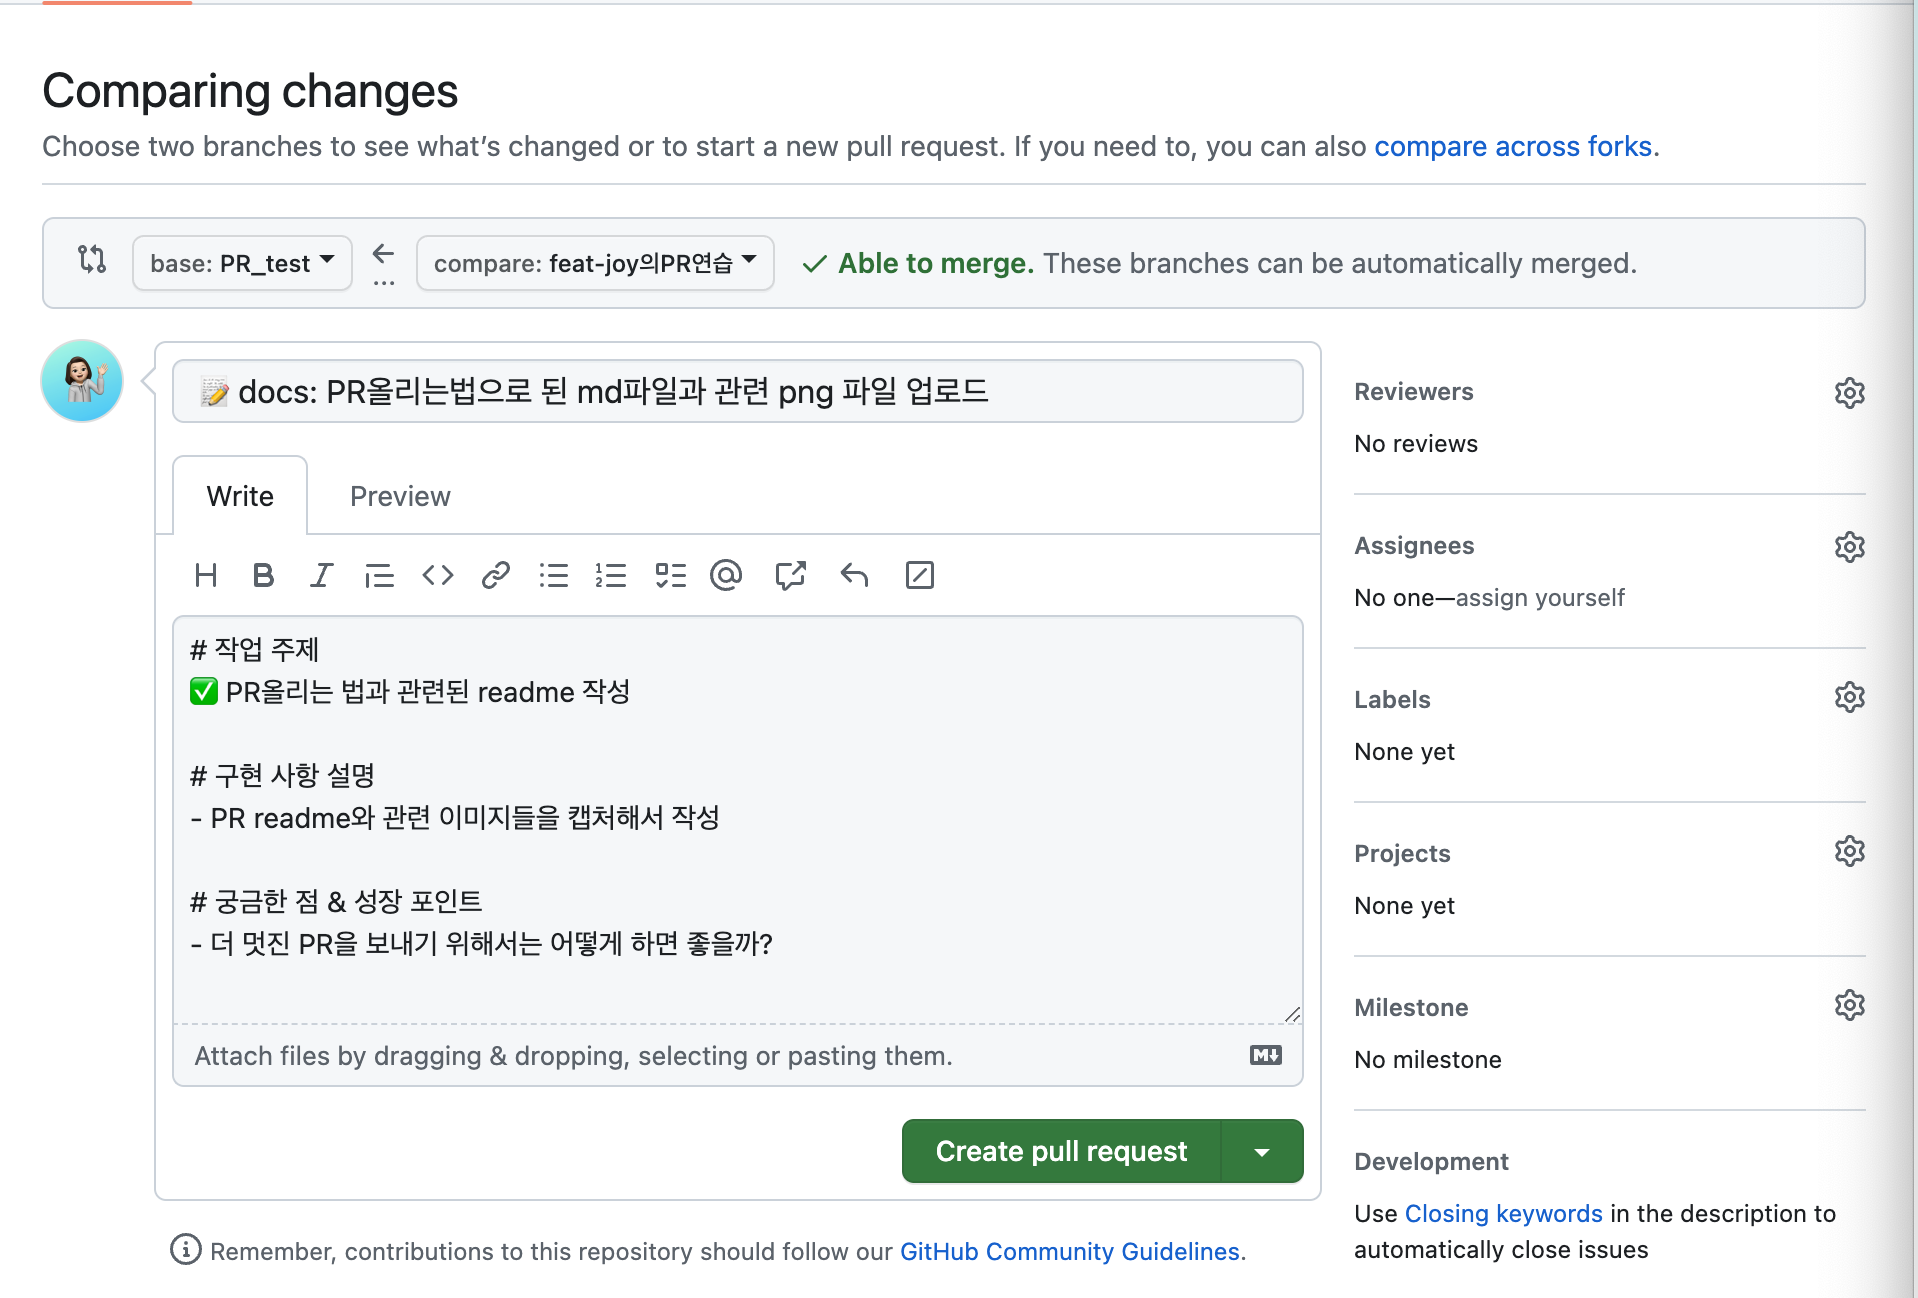 Comparing changes
Choose two branches to see what’s changed or to start a new pull request. If you need to, you can also compare across forks.
base: PR_test ← ... compare: feat-joy의PR연습 ✓ Able to merge. These branches can be automatically merged.
📝 docs: PR올리는법으로 된 md파일과 관련 png 파일 업로드
Write Preview
# 작업 주제
✅ PR올리는 법과 관련된 readme 작성
# 구현 사항 설명
- PR readme와 관련 이미지들을 캡처해서 작성
# 궁금한 점 & 성장 포인트
- 더 멋진 PR을 보내기 위해서는 어떻게 하면 좋을까?
Attach files by dragging & dropping, selecting or pasting them.
Create pull request
Remember, contributions to this repository should follow our GitHub Community Guidelines.
Reviewers
No reviews
Assignees
No one—assign yourself
Labels
None yet
Projects
None yet
Milestone
No milestone
Development
Use Closing keywords in the description to
automatically close issues